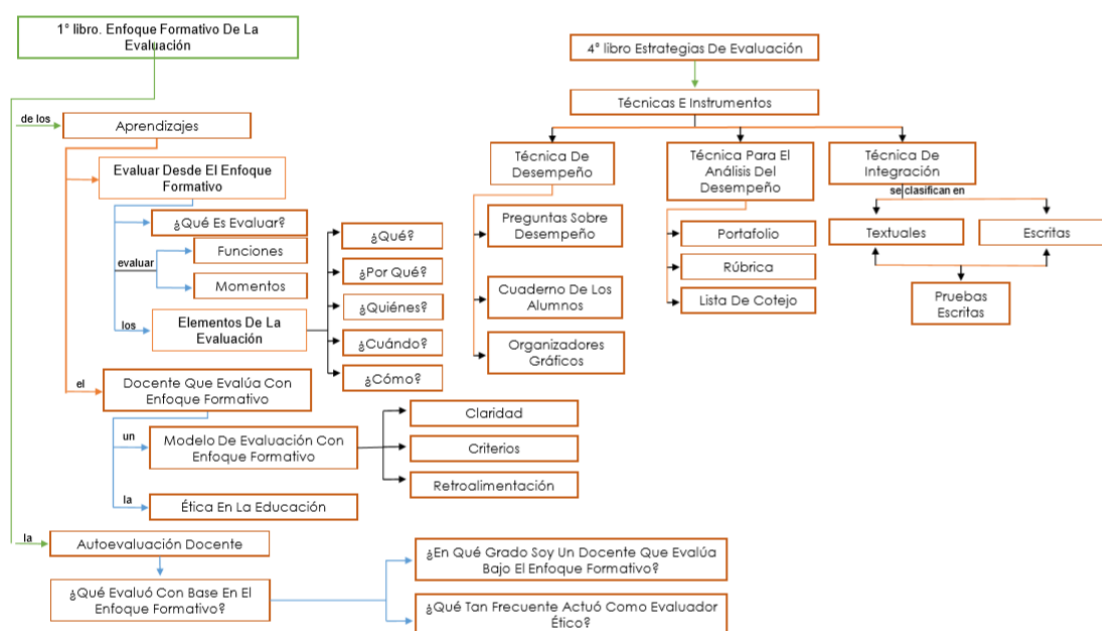 1° libro. Enfoque Formativo De La
Evaluación
de los
Aprendizajes
Evaluar Desde El Enfoque
Formativo
¿Qué Es Evaluar?
evaluar
Funciones
Momentos
los
Elementos De La
Evaluación
¿Qué?
¿Por Qué?
¿Quiénes?
¿Cuándo?
¿Cómo?
el
Docente Que Evalúa Con
Enfoque Formativo
un
Modelo De Evaluación Con
Enfoque Formativo
Claridad
Criterios
Retroalimentación
la
Ética En La Educación
la
Autoevaluación Docente
¿Qué Evaluó Con Base En El
Enfoque Formativo?
¿En Qué Grado Soy Un Docente Que Evalúa
Bajo El Enfoque Formativo?
¿Qué Tan Frecuente Actuó Como Evaluador
Ético?
4° libro Estrategias De Evaluación
Técnicas E Instrumentos
Técnica De
Desempeño
Preguntas Sobre
Desempeño
Cuaderno De Los
Alumnos
Organizadores
Gráficos
Técnica Para El
Análisis Del
Desempeño
Portafolio
Rúbrica
Lista De Cotejo
Técnica De
Integración
se clasifican en
Textuales
Escritas
Pruebas
Escritas